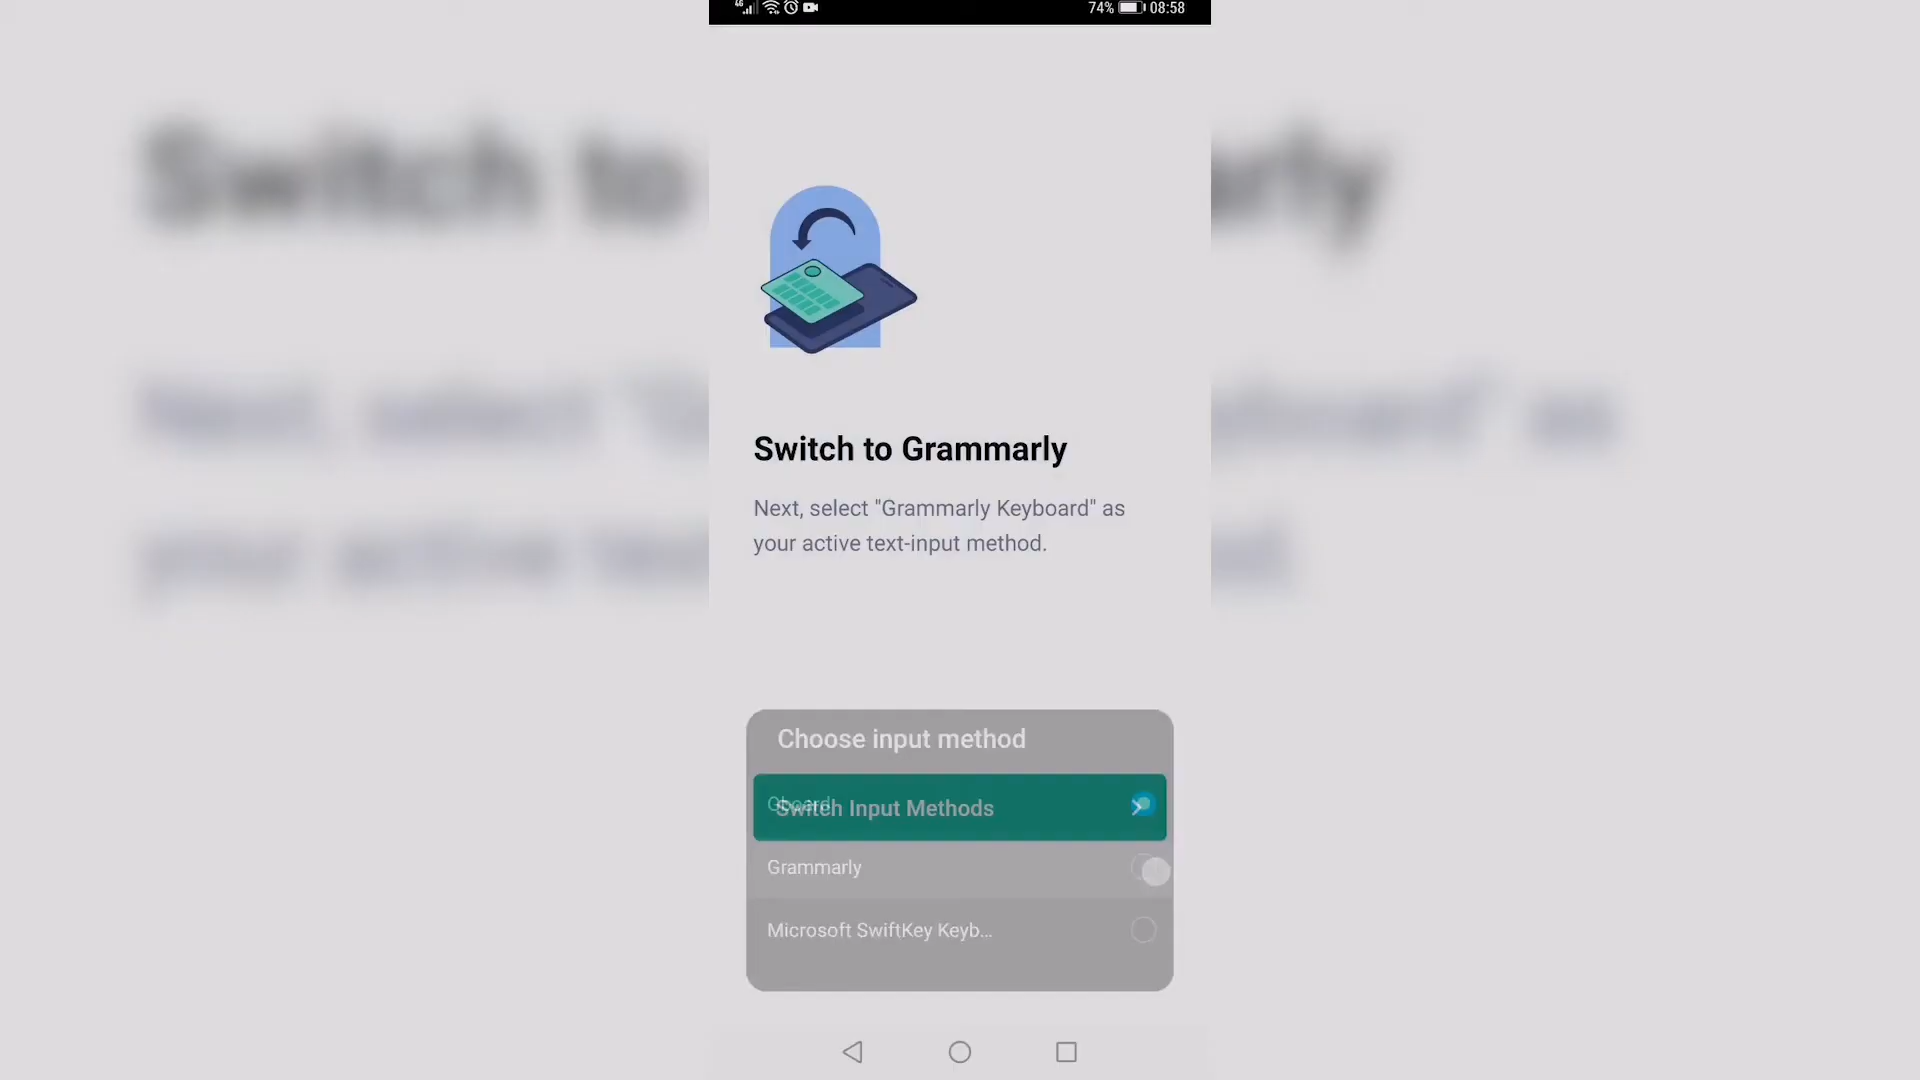 4G
74% 08:58
Switch to Grammarly
Next, select "Grammarly Keyboard" as
your active text-input method.
Choose input method
Gboard
Switch Input Methods
Grammarly
Microsoft SwiftKey Keyb...